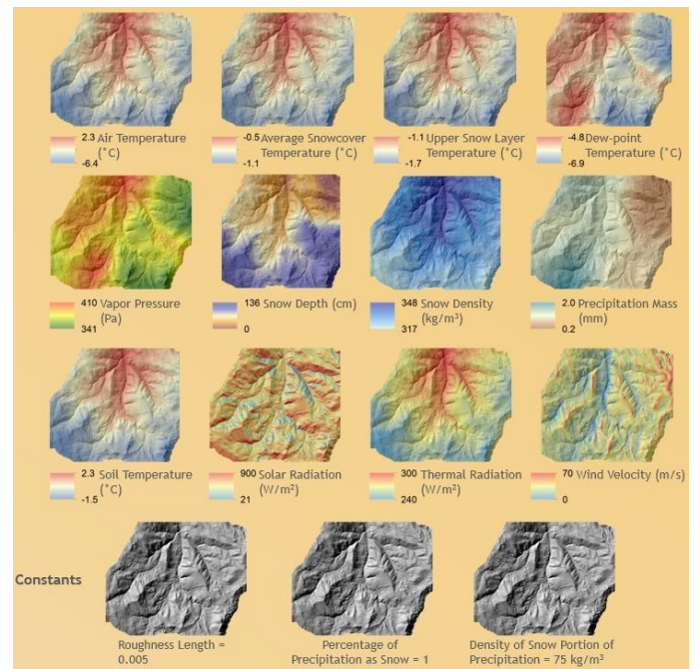 2.3 Air Temperature
(°C)
-6.4
-0.5 Average Snowcover
Temperature (°C)
-1.1
-1.1 Upper Snow Layer
Temperature (°C)
-1.7
-4.8 Dew-point
Temperature (°C)
-6.9
410 Vapor Pressure
(Pa)
341
136 Snow Depth (cm)
0
348 Snow Density
(kg/m³)
317
2.0 Precipitation Mass
(mm)
0.2
2.3 Soil Temperature
(°C)
-1.5
900 Solar Radiation
(W/m²)
21
300 Thermal Radiation
(W/m²)
240
70 Wind Velocity (m/s)
0
Constants
Roughness Length =
0.005
Percentage of
Precipitation as Snow = 1
Density of Snow Portion of
Precipitation = 75 kg/m³